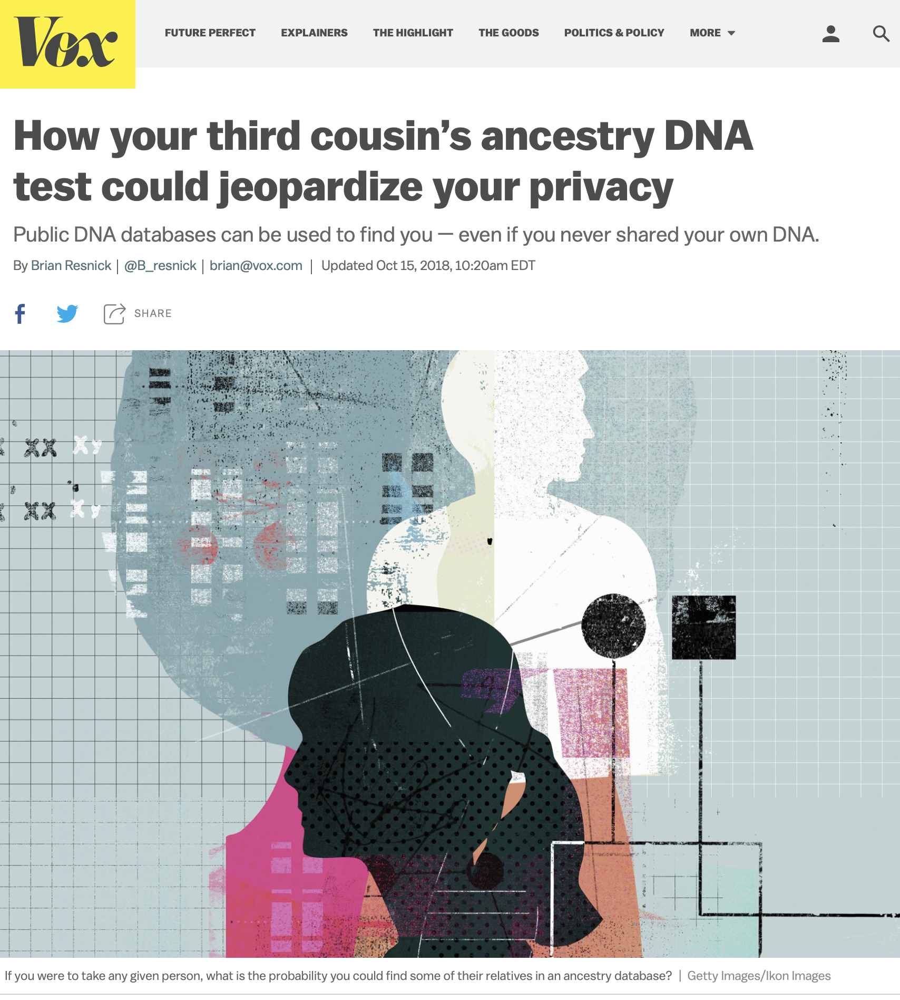 Vox
FUTURE PERFECT
EXPLAINERS
THE HIGHLIGHT
THE GOODS
POLITICS & POLICY
MORE
How your third cousin’s ancestry DNA
test could jeopardize your privacy
Public DNA databases can be used to find you — even if you never shared your own DNA.
By Brian Resnick | @B_resnick | brian@vox.com | Updated Oct 15, 2018, 10:20am EDT
SHARE
XX Xy
XX Xy
If you were to take any given person, what is the probability you could find some of their relatives in an ancestry database? | Getty Images/Ikon Images